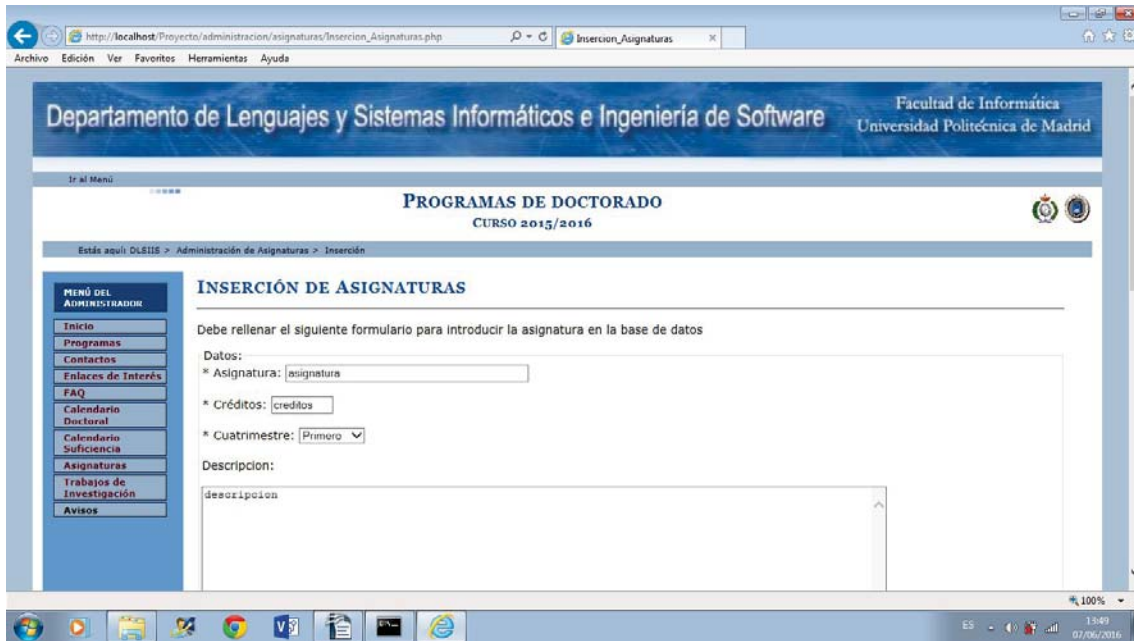 http://localhost/Proyecto/administracion/asignaturas/Insercion_Asignaturas.php
Insercion_Asignaturas
Archivo Edición Ver Favoritos Herramientas Ayuda
Departamento de Lenguajes y Sistemas Informáticos e Ingeniería de Software
Facultad de Informática
Universidad Politécnica de Madrid
Ir al Menú
PROGRAMAS DE DOCTORADO
CURSO 2015/2016
Estás aquí: DLSIIS > Administración de Asignaturas > Inserción
MENÚ DEL
ADMINISTRADOR
Inicio
Programas
Contactos
Enlaces de Interés
FAQ
Calendario
Doctoral
Calendario
Suficiencia
Asignaturas
Trabajos de
Investigación
Avisos
INSERCIÓN DE ASIGNATURAS
Debe rellenar el siguiente formulario para introducir la asignatura en la base de datos
Datos:
* Asignatura: asignatura
* Créditos: creditos
* Cuatrimestre: Primero
Descripcion:
descripcion
100%
ES
13:49
07/06/2016